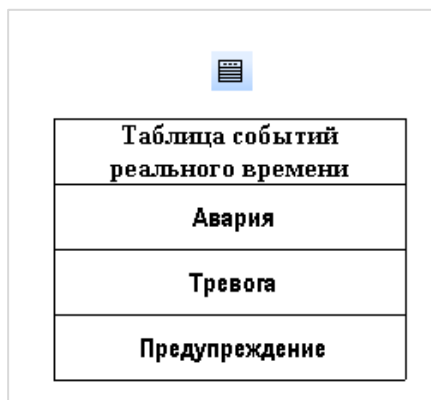 Таблица событий
реального времени
Авария
Тревога
Предупреждение